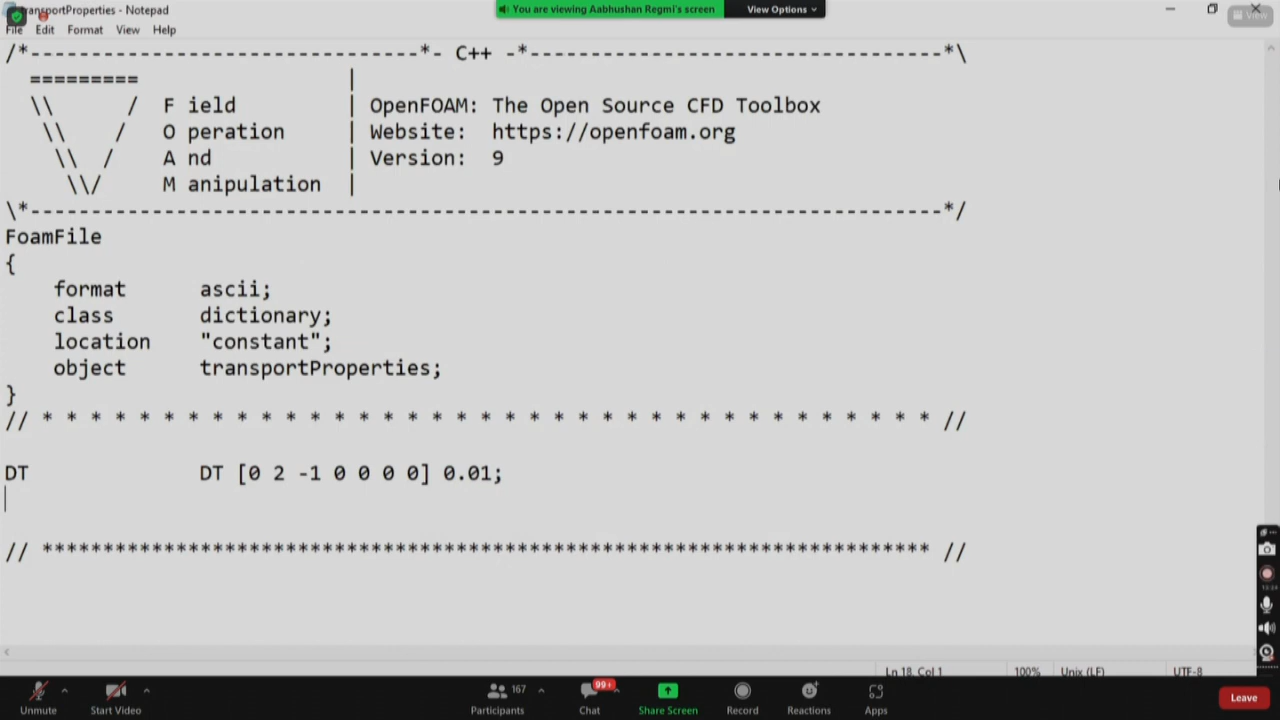 transportProperties - Notepad
You are viewing Aabhushan Regmi's screen
View Options
View
File Edit Format View Help
/*--------------------------------*- C++ -*----------------------------------*\
========= |
\\ / F ield | OpenFOAM: The Open Source CFD Toolbox
\\ / O peration | Website: https://openfoam.org
\\ / A nd | Version: 9
\\/ M anipulation |
\*---------------------------------------------------------------------------*/
FoamFile
{
format ascii;
class dictionary;
location "constant";
object transportProperties;
}
// * * * * * * * * * * * * * * * * * * * * * * * * * * * * * * * * * * * * * //
DT DT [0 2 -1 0 0 0 0] 0.01;
// ************************************************************************* //
Ln 18, Col 1 100% Unix (LF) UTF-8
Unmute Start Video Participants 167 Chat 99+ Share Screen Record Reactions Apps Leave